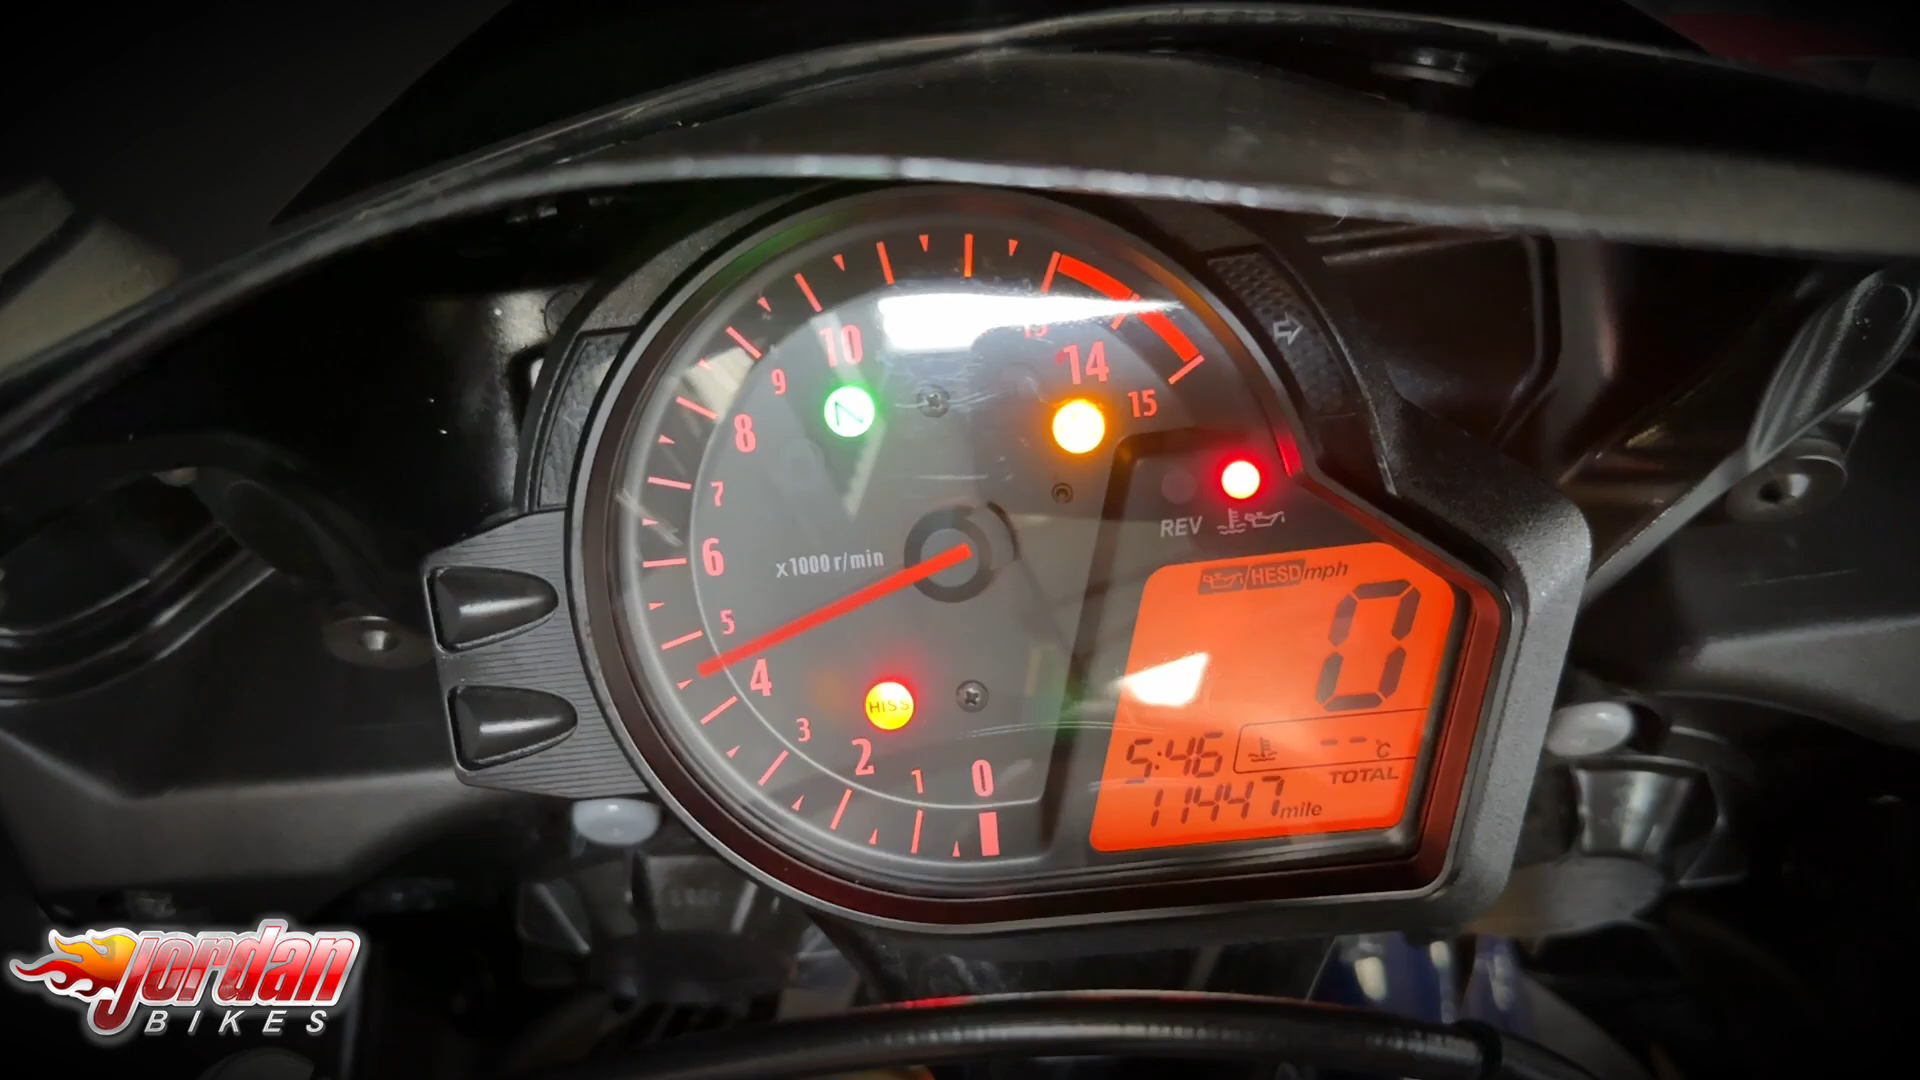 10
13
14
9
15
8
7
REV
6
x1000 r/min
HESD mph
0
5
4
HISS
3
5:46 -- °C
2
TOTAL
1
0
11447 mile
N
Jordan
BIKES